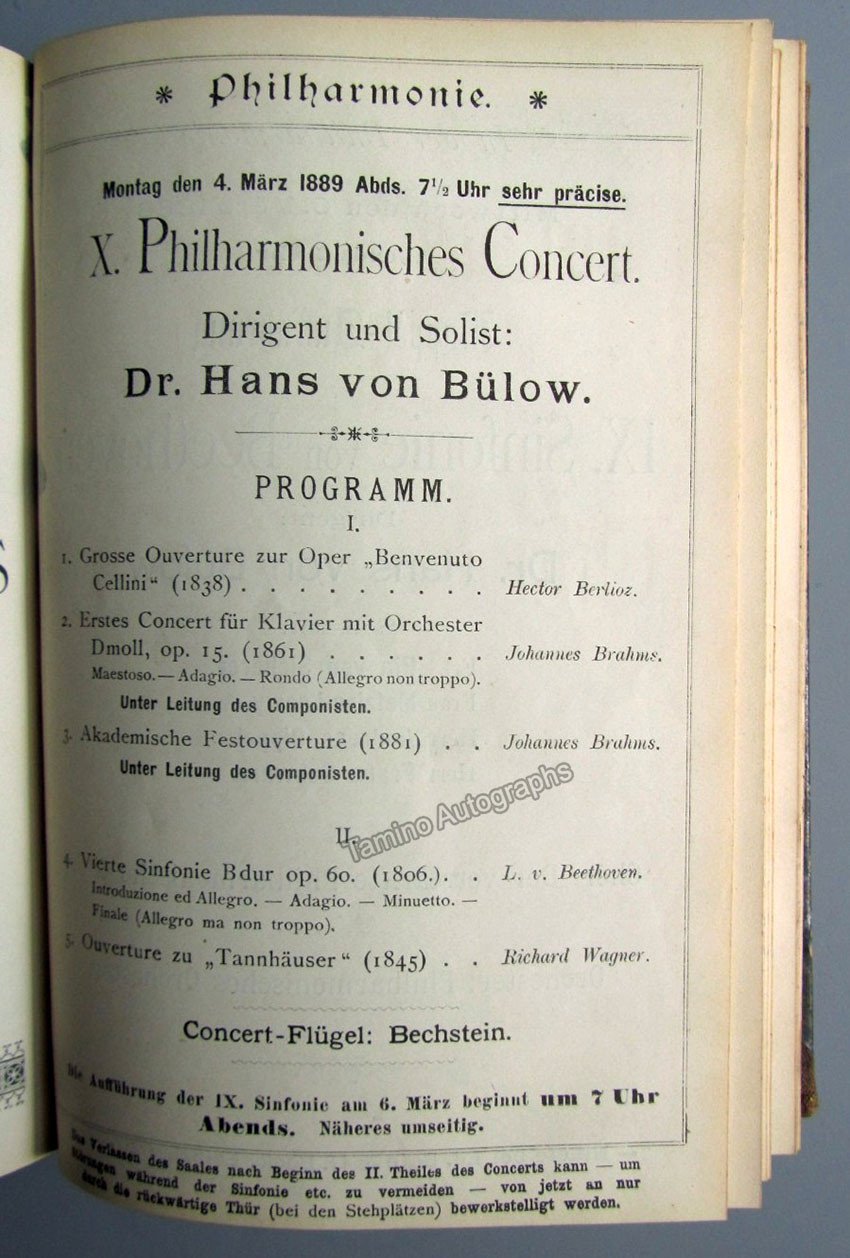 * Philharmonie. *
Montag den 4. März 1889 Abds. 7½ Uhr sehr präcise.
X. Philharmonisches Concert.
Dirigent und Solist:
Dr. Hans von Bülow.
PROGRAMM.
I.
1. Grosse Ouverture zur Oper „Benvenuto
Cellini“ (1838) . . . . . . . . . Hector Berlioz.
2. Erstes Concert für Klavier mit Orchester
Dmoll, op. 15. (1861) . . . . . . Johannes Brahms.
Maestoso. — Adagio. — Rondo (Allegro non troppo).
Unter Leitung des Componisten.
3. Akademische Festouverture (1881) . . Johannes Brahms.
Unter Leitung des Componisten.
Tamino Autographs
II.
4. Vierte Sinfonie Bdur op. 60. (1806.). . L. v. Beethoven.
Introduzione ed Allegro. — Adagio. — Minuetto. —
Finale (Allegro ma non troppo).
5. Ouverture zu „Tannhäuser“ (1845) . . Richard Wagner.
Concert-Flügel: Bechstein.
Die Aufführung der IX. Sinfonie am 6. März beginnt um 7 Uhr
Abends. Näheres umseitig.
Das Verlassen des Saales nach Beginn des II. Theiles des Concerts kann — um
Störungen während der Sinfonie etc. zu vermeiden — von jetzt an nur
durch die rückwärtige Thür (bei den Stehplätzen) bewerkstelligt werden.